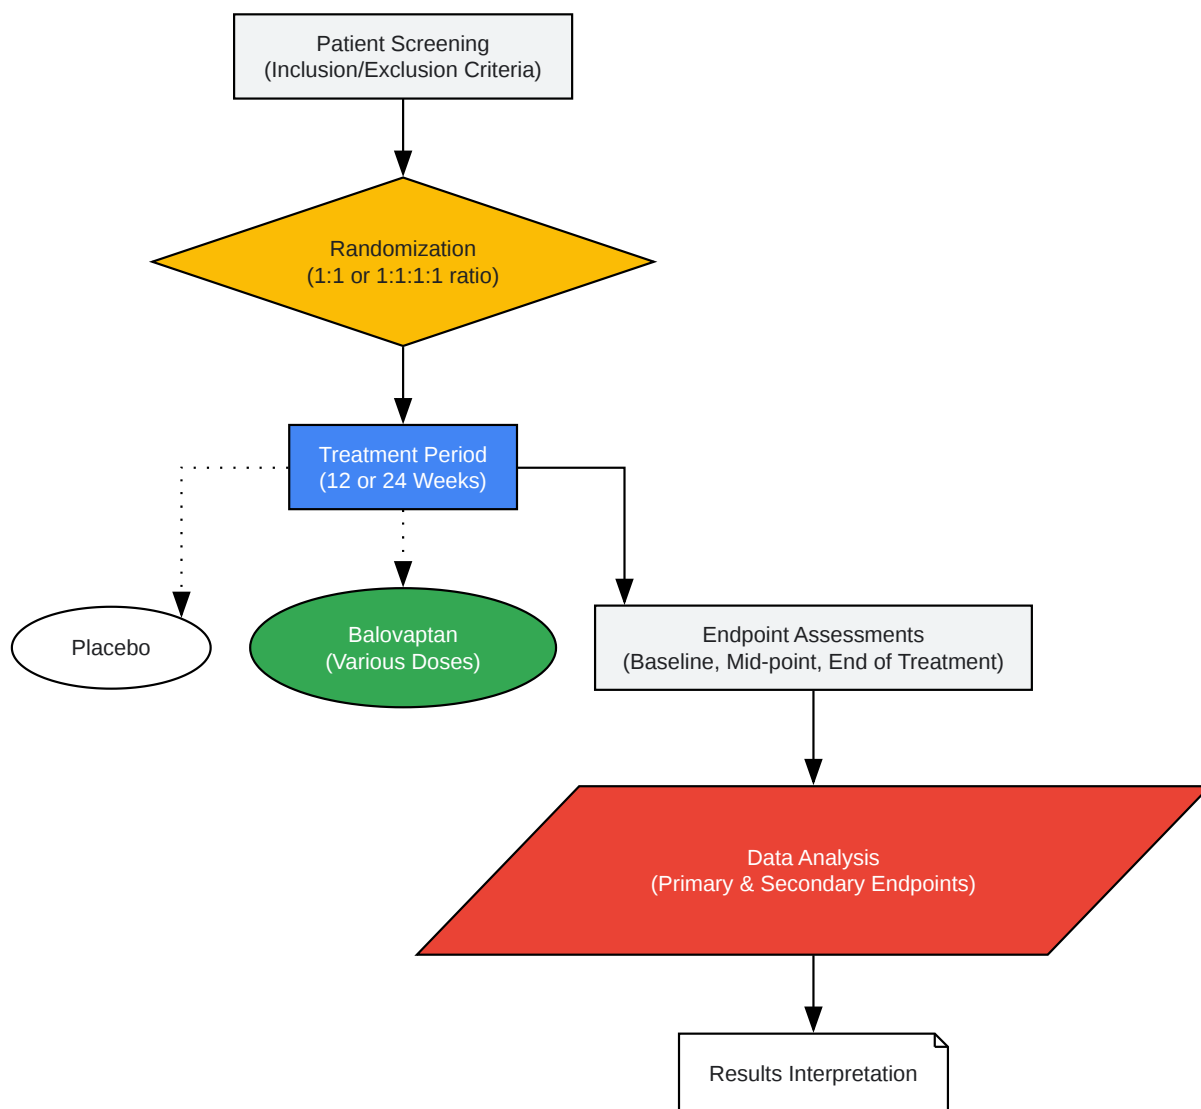 Patient Screening
(Inclusion/Exclusion Criteria)
Randomization
(1:1 or 1:1:1:1 ratio)
Treatment Period
(12 or 24 Weeks)
Placebo
Balovaptan
(Various Doses)
Endpoint Assessments
(Baseline, Mid-point, End of Treatment)
Data Analysis
(Primary & Secondary Endpoints)
Results Interpretation